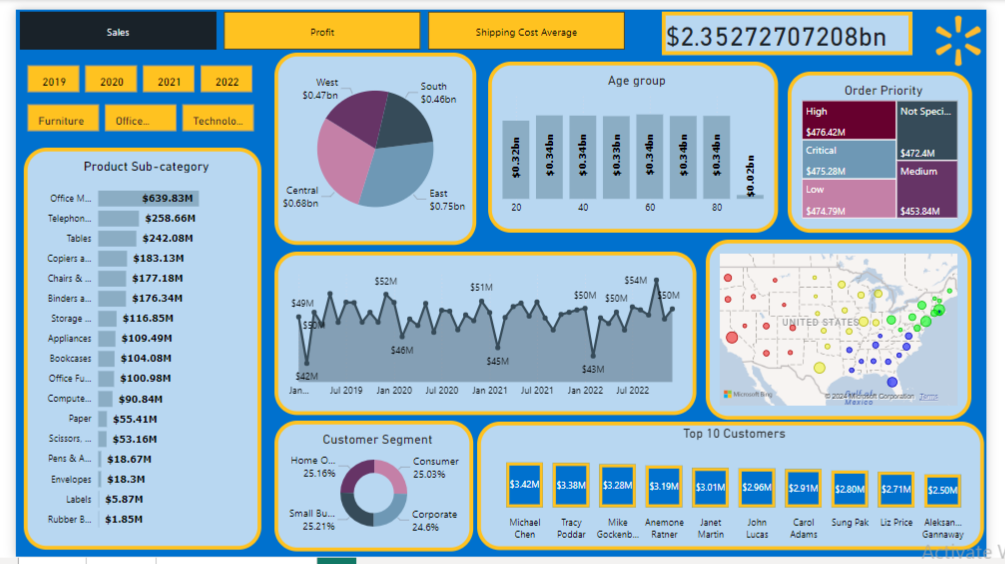 Sales
Profit
Shipping Cost Average
$2.35272707208bn
2019
2020
2021
2022
Furniture
Office...
Technolo...
Product Sub-category
Office M...
$639.83M
Telephon...
$258.66M
Tables
$242.08M
Copiers a...
$183.13M
Chairs & ...
$177.18M
Binders a...
$176.34M
Storage ...
$116.85M
Appliances
$109.49M
Bookcases
$104.08M
Office Fu...
$100.98M
Compute...
$90.84M
Paper
$55.41M
Scissors, ...
$53.16M
Pens & A...
$18.67M
Envelopes
$18.3M
Labels
$5.87M
Rubber B...
$1.85M
West
$0.47bn
South
$0.46bn
Central
$0.68bn
East
$0.75bn
Age group
$0.32bn
$0.34bn
$0.34bn
$0.33bn
$0.34bn
$0.34bn
$0.34bn
$0.02bn
20
40
60
80
Order Priority
High
$476.42M
Critical
$475.28M
Low
$474.79M
Not Speci...
$472.4M
Medium
$453.84M
$49M
$50M
$42M
$52M
$46M
$51M
$45M
$50M
$43M
$50M
$54M
$50M
Jan...
Jul 2019
Jan 2020
Jul 2020
Jan 2021
Jul 2021
Jan 2022
Jul 2022
UNITED STATES
Gulf of
Mexico
Microsoft Bing
© 2024 Microsoft Corporation
Terms
Customer Segment
Home O...
25.16%
Consumer
25.03%
Small Bu...
25.21%
Corporate
24.6%
Top 10 Customers
$3.42M
$3.38M
$3.28M
$3.19M
$3.01M
$2.96M
$2.91M
$2.80M
$2.71M
$2.50M
Michael
Chen
Tracy
Poddar
Mike
Gockenb...
Anemone
Ratner
Janet
Martin
John
Lucas
Carol
Adams
Sung Pak
Liz Price
Aleksan...
Gannaway
Activate W